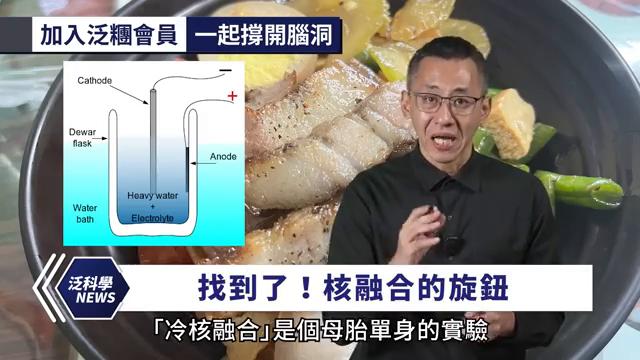 加入泛糰會員
一起撐開腦洞
Cathode
−
+
Dewar
flask
Anode
Water
bath
Heavy water
+
Electrolyte
泛科學
NEWS
找到了！核融合的旋鈕
「冷核融合」是個母胎單身的實驗